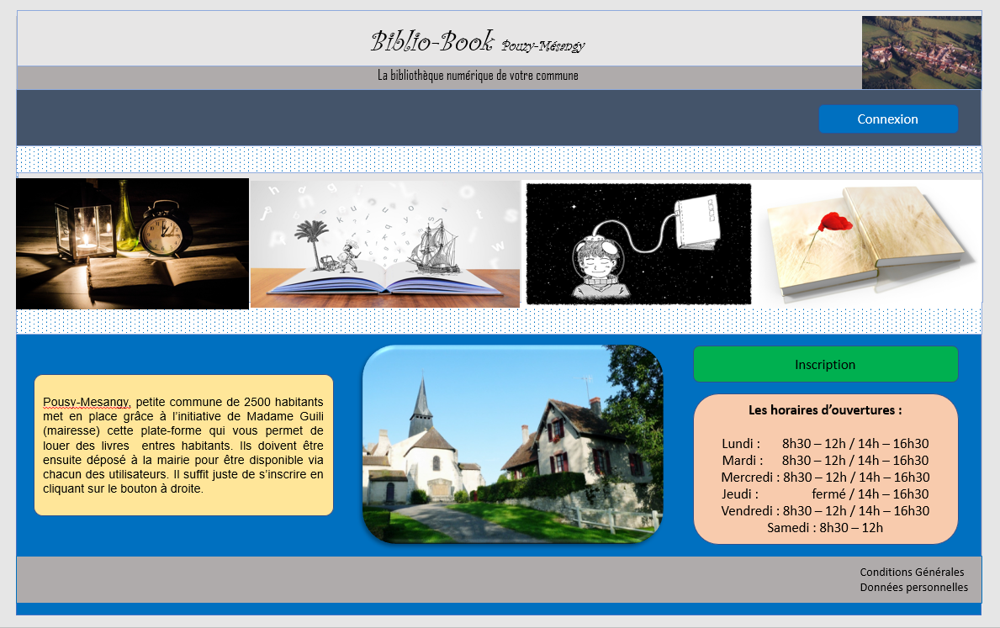 Biblio-Book Pouzy-Mésangy
La bibliothèque numérique de votre commune
Connexion
Pousy-Mesangy, petite commune de 2500 habitants
met en place grâce à l'initiative de Madame Guili
(mairesse) cette plate-forme qui vous permet de
louer des livres entres habitants. Ils doivent être
ensuite déposé à la mairie pour être disponible via
chacun des utilisateurs. Il suffit juste de s'inscrire en
cliquant sur le bouton à droite.
Inscription
Les horaires d'ouvertures :
Lundi : 8h30 – 12h / 14h – 16h30
Mardi : 8h30 – 12h / 14h – 16h30
Mercredi : 8h30 – 12h / 14h – 16h30
Jeudi : fermé / 14h – 16h30
Vendredi : 8h30 – 12h / 14h – 16h30
Samedi : 8h30 – 12h
Conditions Générales
Données personnelles